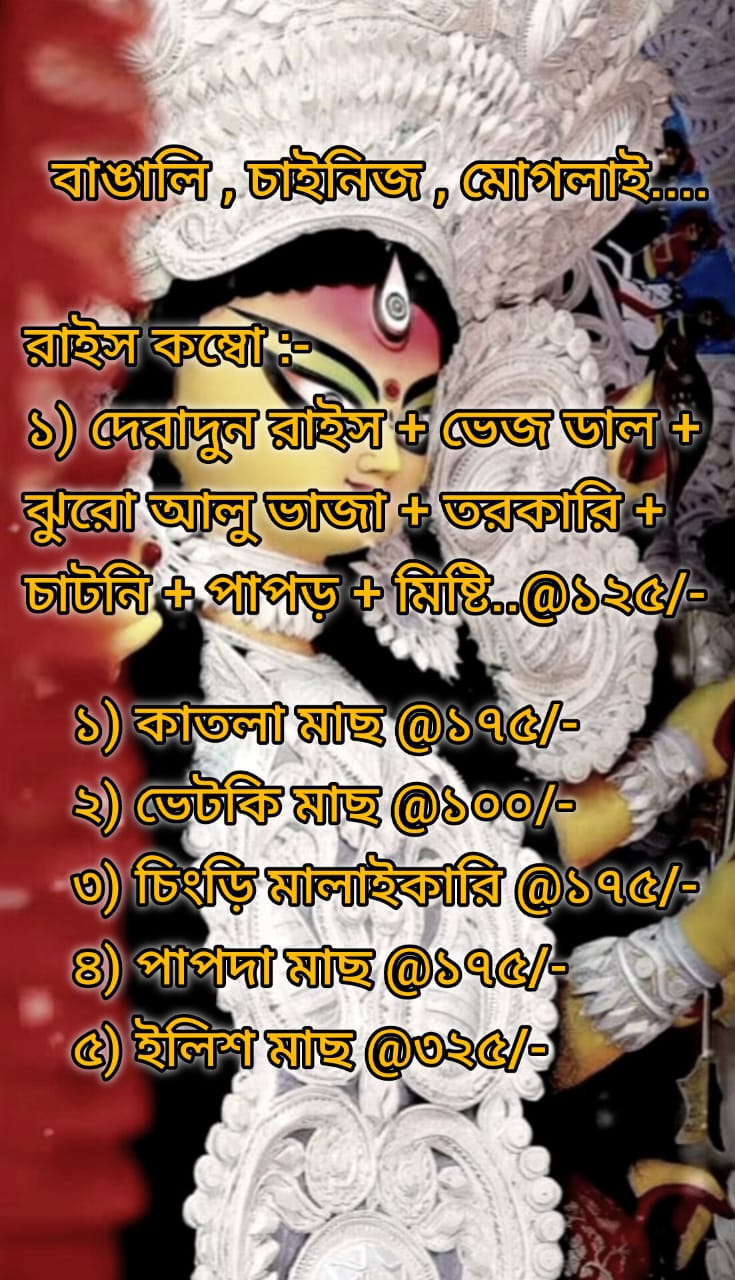 বাঙালি , চাইনিজ , মোগলাই....
রাইস কম্বো :-
১) দেরাদুন রাইস + ভেজ ডাল +
ঝুরো আলু ভাজা + তরকারি +
চাটনি + পাপড় + মিষ্টি..@১২৫/-
১) কাতলা মাছ @১৭৫/-
২) ভেটকি মাছ @১০০/-
৩) চিংড়ি মালাইকারি @১৭৫/-
৪) পাপদা মাছ @১৭৫/-
৫) ইলিশ মাছ @৩২৫/-